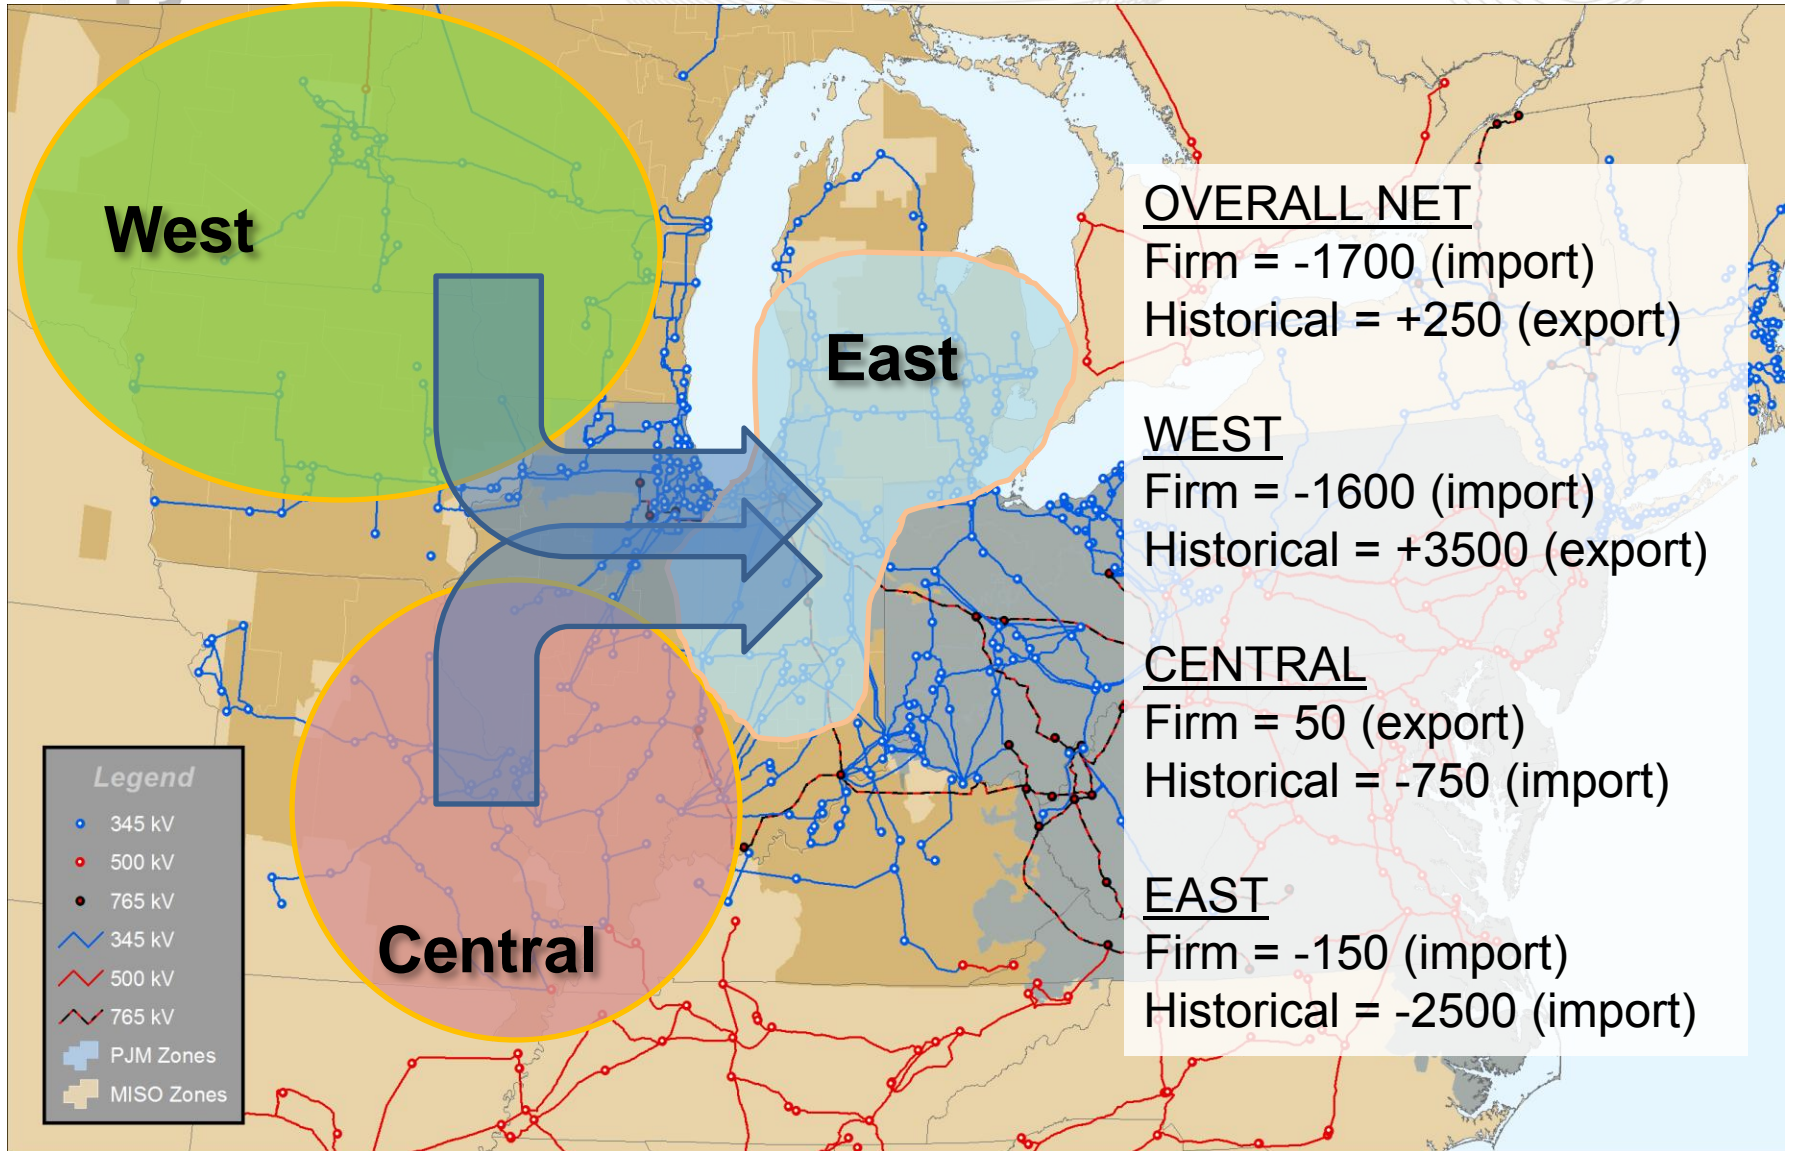 West
East
Central
OVERALL NET
Firm = -1700 (import)
Historical = +250 (export)
WEST
Firm = -1600 (import)
Historical = +3500 (export)
CENTRAL
Firm = 50 (export)
Historical = -750 (import)
EAST
Firm = -150 (import)
Historical = -2500 (import)
Legend
345 kV
500 kV
765 kV
345 kV
500 kV
765 kV
PJM Zones
MISO Zones